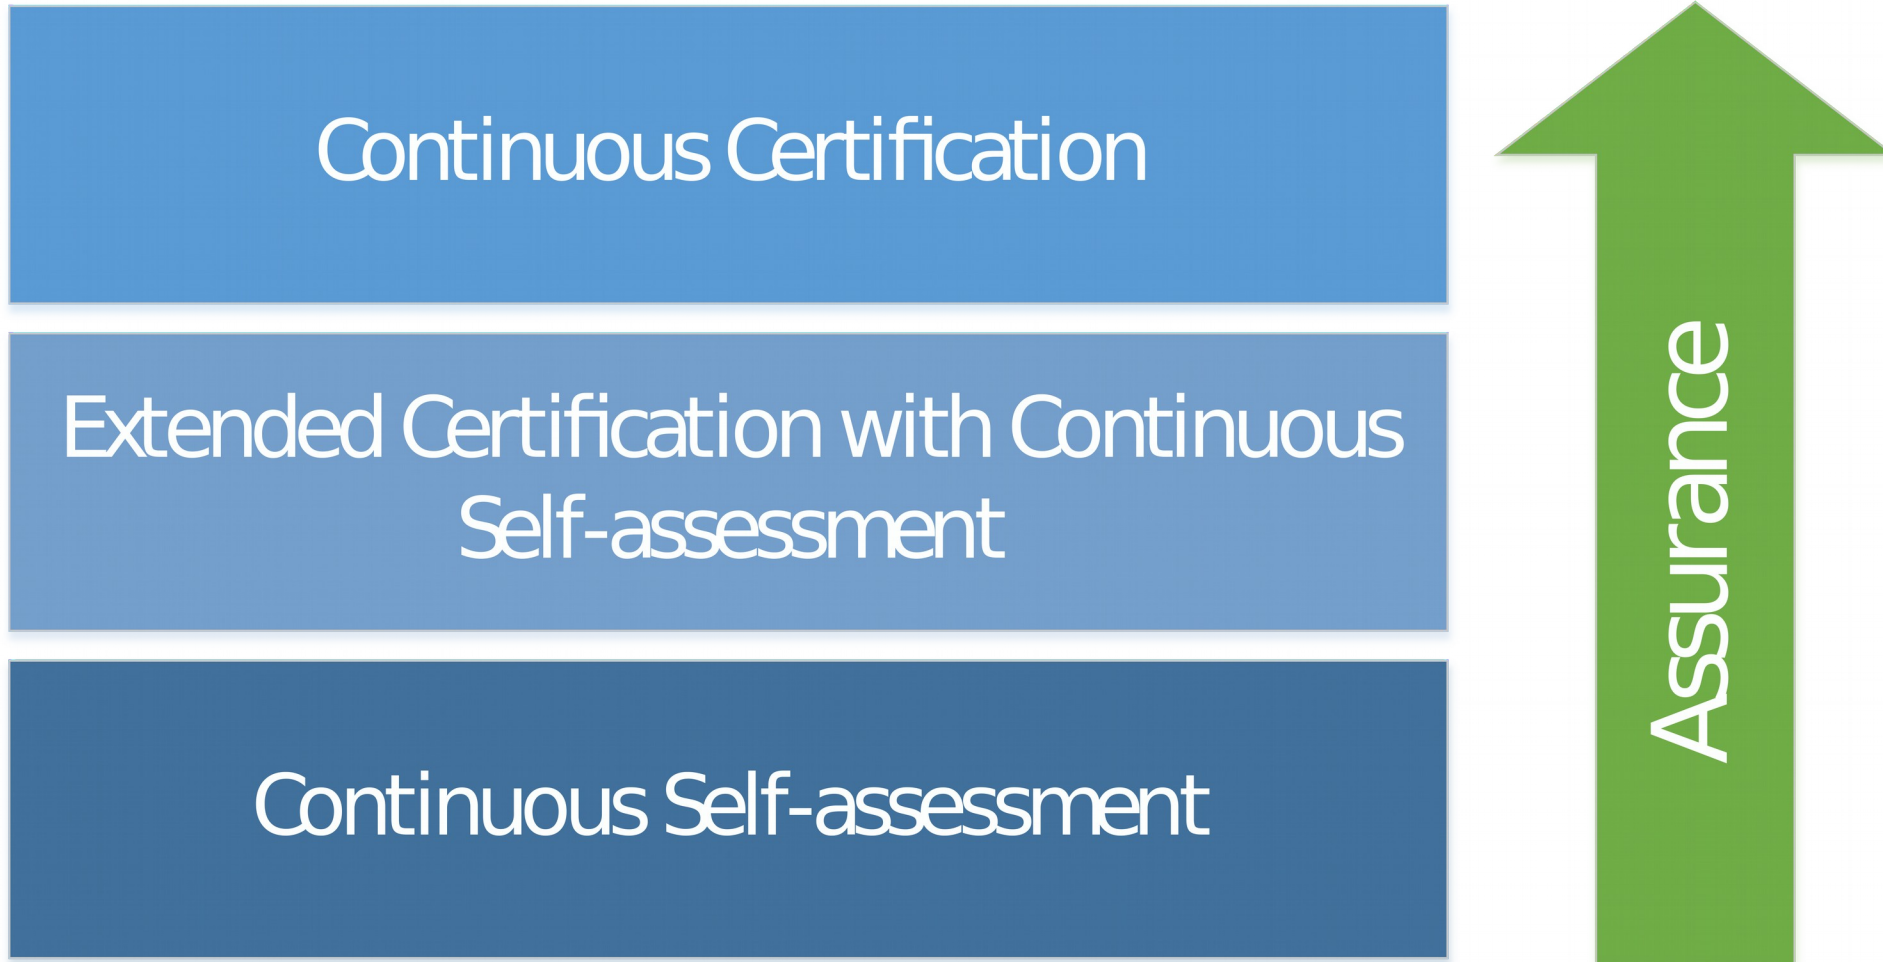 Continuous Certification
Extended Certification with Continuous
Self-assessment
Continuous Self-assessment
Assurance